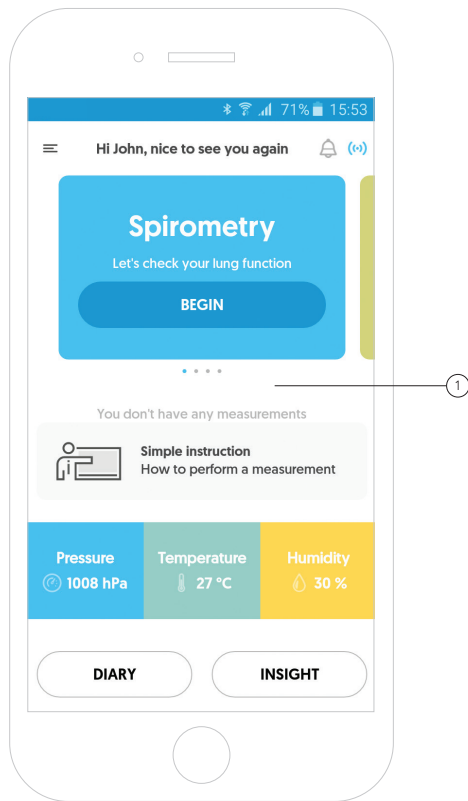 71% 15:53
Hi John, nice to see you again
Spirometry
Let's check your lung function
BEGIN
1
You don't have any measurements
Simple instruction
How to perform a measurement
Pressure Temperature Humidity
1008 hPa 27 °C 30 %
DIARY INSIGHT